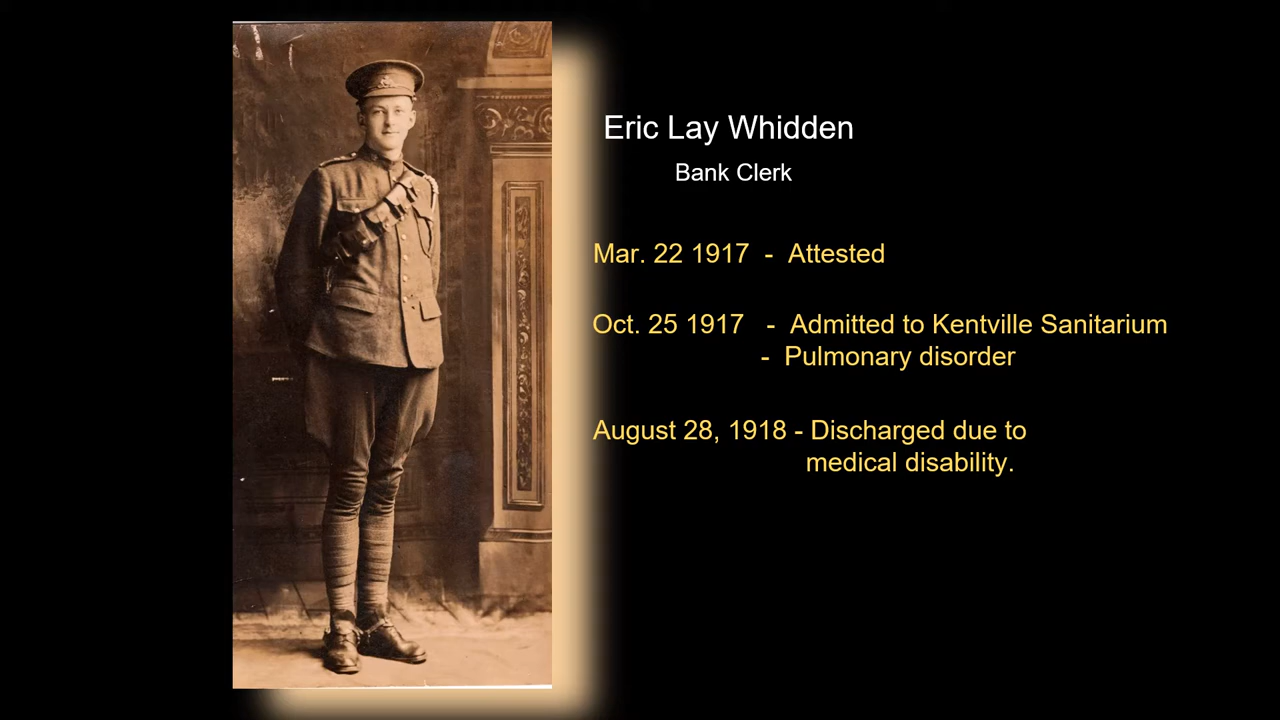 Eric Lay Whidden
Bank Clerk
Mar. 22 1917 - Attested
Oct. 25 1917 - Admitted to Kentville Sanitarium
- Pulmonary disorder
August 28, 1918 - Discharged due to
medical disability.